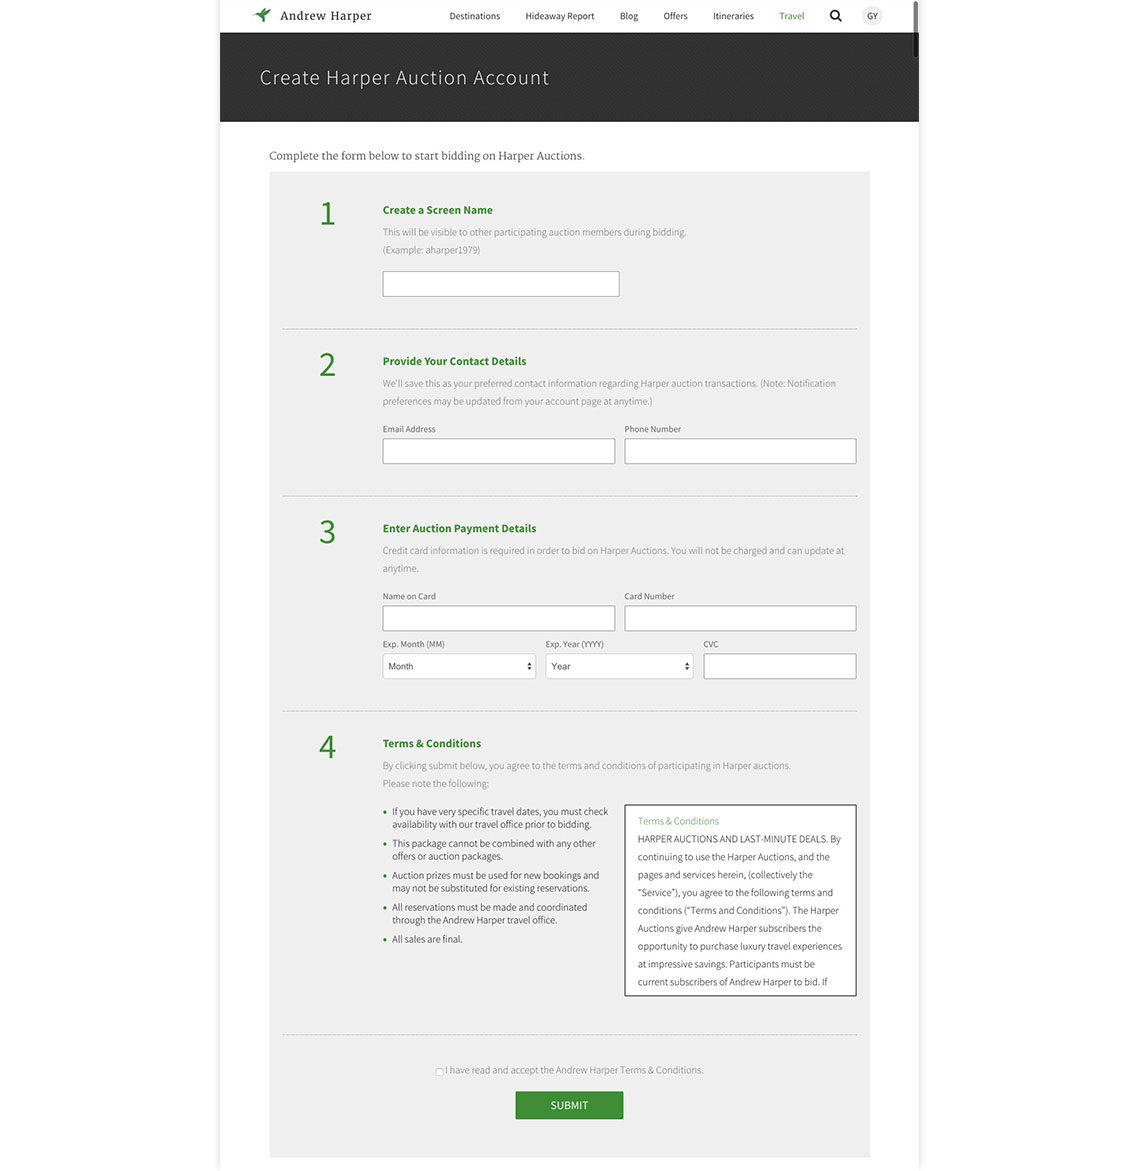 Andrew Harper
Destinations Hideaway Report Blog Offers Itineraries Travel GY
Create Harper Auction Account
Complete the form below to start bidding on Harper Auctions.
1
Create a Screen Name
This will be visible to other participating auction members during bidding.
(Example: aharper1979)
2
Provide Your Contact Details
We'll save this as your preferred contact information regarding Harper auction transactions. (Note: Notification
preferences may be updated from your account page at anytime.)
Email Address Phone Number
3
Enter Auction Payment Details
Credit card information is required in order to bid on Harper Auctions. You will not be charged and can update at
anytime.
Name on Card Card Number
Exp. Month (MM) Exp. Year (YYYY) CVC
Month Year
4
Terms & Conditions
By clicking submit below, you agree to the terms and conditions of participating in Harper auctions.
Please note the following:
• If you have very specific travel dates, you must check
availability with our travel office prior to bidding.
• This package cannot be combined with any other
offers or auction packages.
• Auction prizes must be used for new bookings and
may not be substituted for existing reservations.
• All reservations must be made and coordinated
through the Andrew Harper travel office.
• All sales are final.
Terms & Conditions
HARPER AUCTIONS AND LAST-MINUTE DEALS. By
continuing to use the Harper Auctions, and the
pages and services herein, (collectively the
"Service"), you agree to the following terms and
conditions ("Terms and Conditions"). The Harper
Auctions give Andrew Harper subscribers the
opportunity to purchase luxury travel experiences
at impressive savings. Participants must be
current subscribers of Andrew Harper to bid. If
I have read and accept the Andrew Harper Terms & Conditions.
SUBMIT